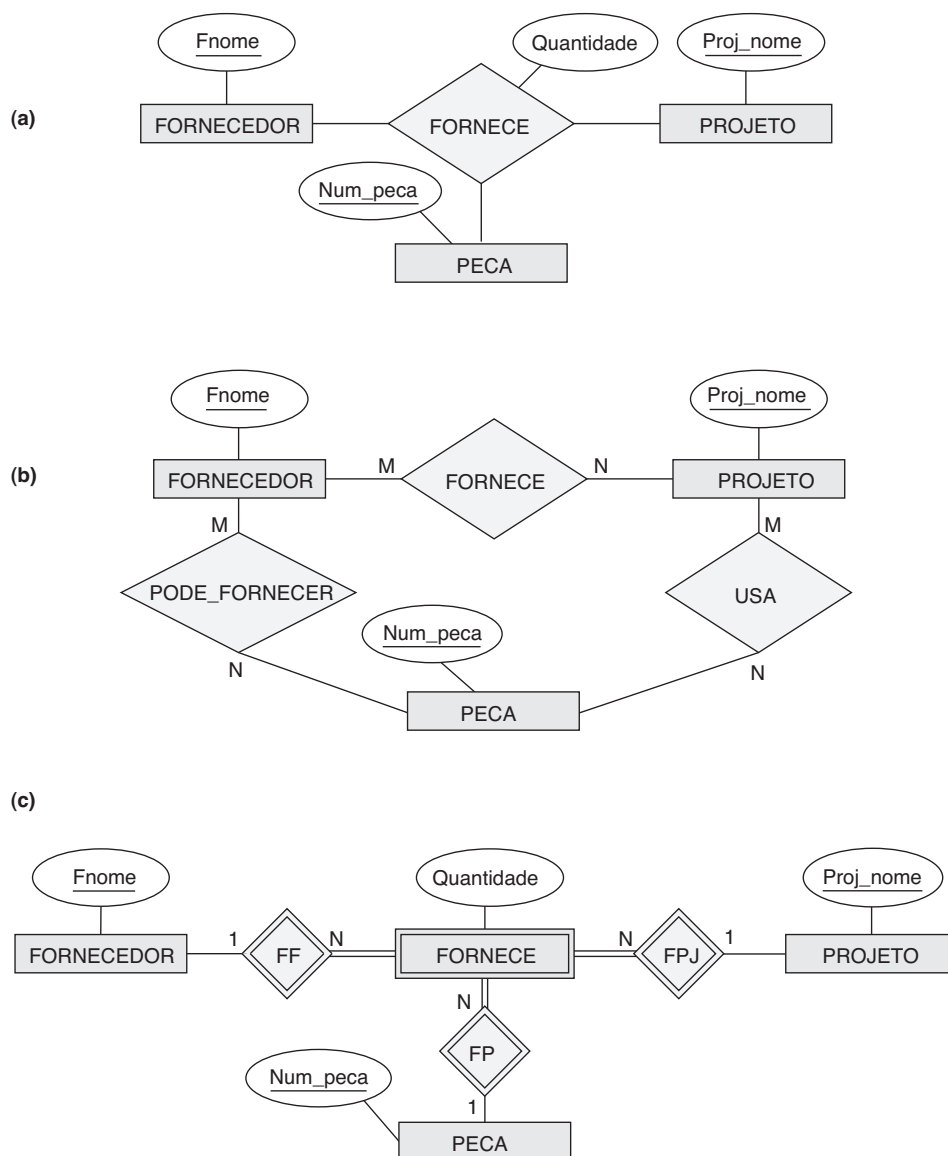 Fnome
Quantidade
Proj_nome
(a)
FORNECEDOR
FORNECE
PROJETO
Num_peca
PECA
Fnome
Proj_nome
(b)
FORNECEDOR
M
FORNECE
N
PROJETO
M
M
PODE_FORNECER
USA
Num_peca
N
N
PECA
(c)
Fnome
Quantidade
Proj_nome
FORNECEDOR
1
FF
N
FORNECE
N
FPJ
1
PROJETO
N
FP
Num_peca
1
PECA